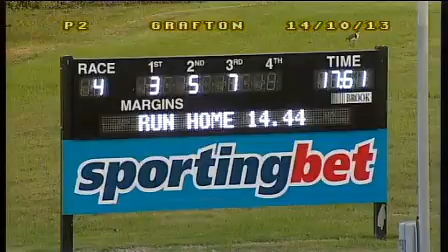 P2 GRAFTON 14/10/13
RACE 1ST 2ND 3RD 4TH TIME
4 3 5 7 17.61
BROOK
MARGINS
RUN HOME 14.44
sportingbet